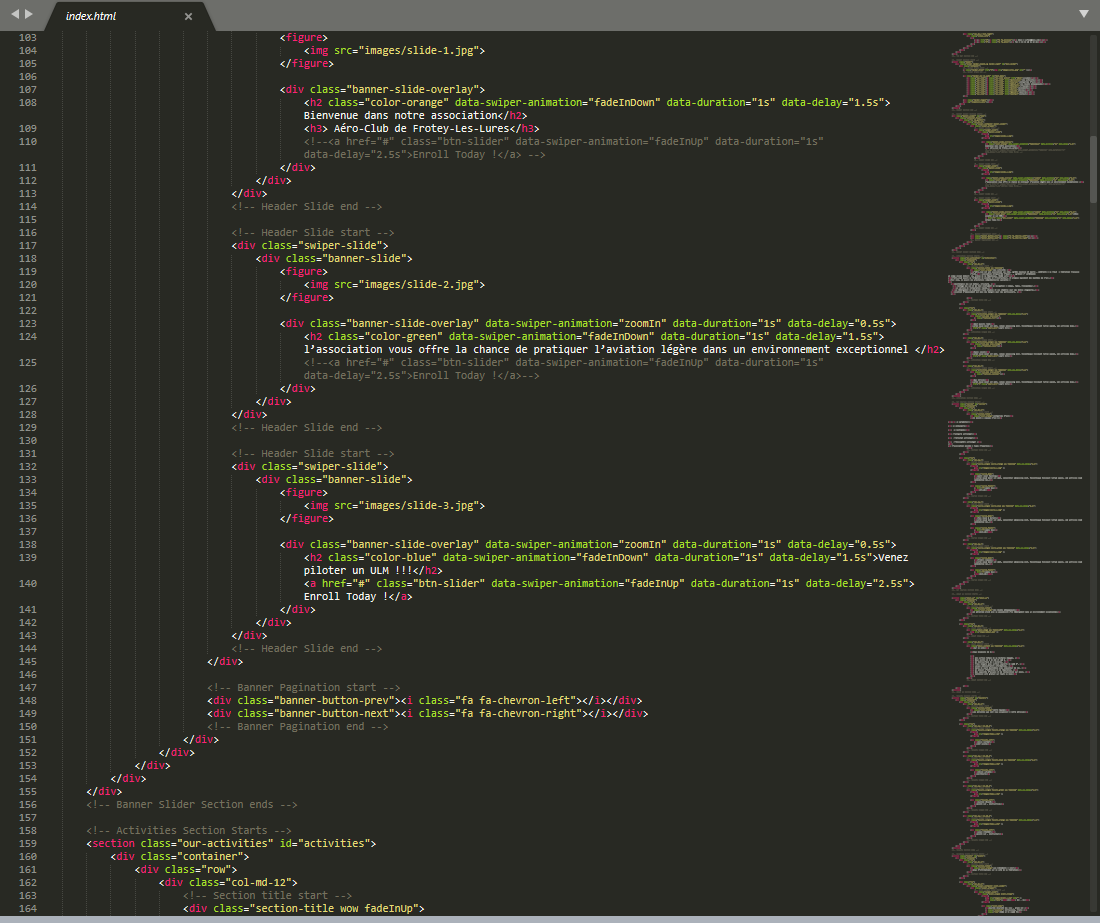 index.html ×
103 <figure>
104 <img src="images/slide-1.jpg">
105 </figure>
106
107 <div class="banner-slide-overlay">
108 <h2 class="color-orange" data-swiper-animation="fadeInDown" data-duration="1s" data-delay="1.5s">
Bienvenue dans notre association</h2>
109 <h3> Aéro-Club de Frotey-Les-Lures</h3>
110 <!--<a href="#" class="btn-slider" data-swiper-animation="fadeInUp" data-duration="1s"
data-delay="2.5s">Enroll Today !</a> -->
111 </div>
112 </div>
113 </div>
114 <!-- Header Slide end -->
115
116 <!-- Header Slide start -->
117 <div class="swiper-slide">
118 <div class="banner-slide">
119 <figure>
120 <img src="images/slide-2.jpg">
121 </figure>
122
123 <div class="banner-slide-overlay" data-swiper-animation="zoomIn" data-duration="1s" data-delay="0.5s">
124 <h2 class="color-green" data-swiper-animation="fadeInDown" data-duration="1s" data-delay="1.5s">
l’association vous offre la chance de pratiquer l’aviation légère dans un environnement exceptionnel </h2>
125 <!--<a href="#" class="btn-slider" data-swiper-animation="fadeInUp" data-duration="1s"
data-delay="2.5s">Enroll Today !</a>-->
126 </div>
127 </div>
128 </div>
129 <!-- Header Slide end -->
130
131 <!-- Header Slide start -->
132 <div class="swiper-slide">
133 <div class="banner-slide">
134 <figure>
135 <img src="images/slide-3.jpg">
136 </figure>
137
138 <div class="banner-slide-overlay" data-swiper-animation="zoomIn" data-duration="1s" data-delay="0.5s">
139 <h2 class="color-blue" data-swiper-animation="fadeInDown" data-duration="1s" data-delay="1.5s">Venez
piloter un ULM !!!</h2>
140 <a href="#" class="btn-slider" data-swiper-animation="fadeInUp" data-duration="1s" data-delay="2.5s">
Enroll Today !</a>
141 </div>
142 </div>
143 </div>
144 <!-- Header Slide end -->
145 </div>
146
147 <!-- Banner Pagination start -->
148 <div class="banner-button-prev"><i class="fa fa-chevron-left"></i></div>
149 <div class="banner-button-next"><i class="fa fa-chevron-right"></i></div>
150 <!-- Banner Pagination end -->
151 </div>
152 </div>
153 </div>
154 </div>
155 </div>
156 <!-- Banner Slider Section ends -->
157
158 <!-- Activities Section Starts -->
159 <section class="our-activities" id="activities">
160 <div class="container">
161 <div class="row">
162 <div class="col-md-12">
163 <!-- Section title start -->
164 <div class="section-title wow fadeInUp">